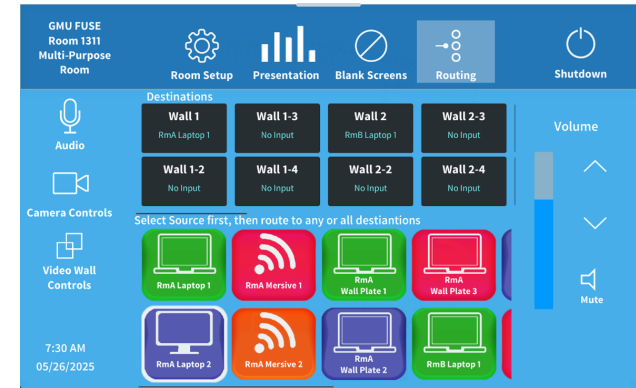 GMU FUSE
Room 1311
Multi-Purpose
Room
Room Setup
Presentation
Blank Screens
Routing
Shutdown
Audio
Camera Controls
Video Wall
Controls
7:30 AM
05/26/2025
Destinations
Wall 1
RmA Laptop 1
Wall 1-3
No Input
Wall 2
RmB Laptop 1
Wall 2-3
No Input
Wall 1-2
No Input
Wall 1-4
No Input
Wall 2-2
No Input
Wall 2-4
No Input
Select Source first, then route to any or all destiantions
RmA Laptop 1
RmA Mersive 1
RmA
Wall Plate 1
RmA
Wall Plate 3
RmA Laptop 2
RmA Mersive 2
RmA
Wall Plate 2
RmB Laptop 1
Volume
Mute